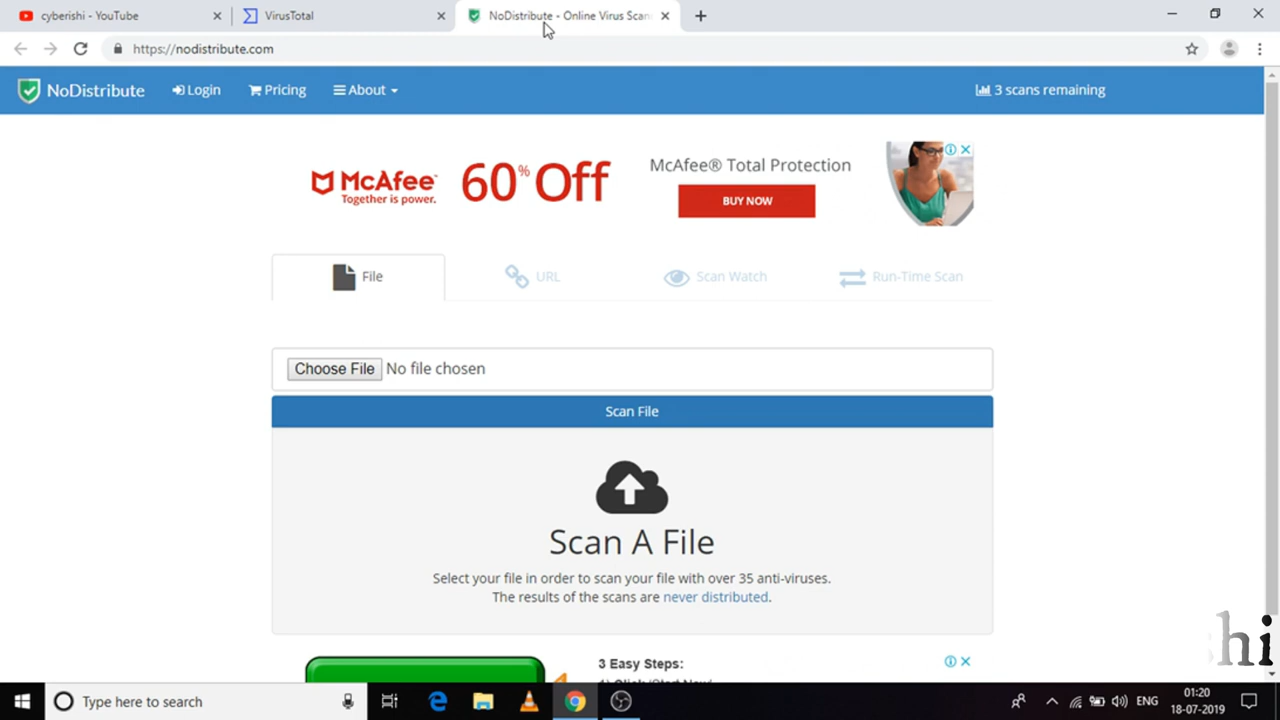 cyberishi - YouTube
VirusTotal
NoDistribute - Online Virus Scan
https://nodistribute.com
NoDistribute
Login
Pricing
About
3 scans remaining
McAfee®
Together is power.
60% Off
McAfee® Total Protection
BUY NOW
File
URL
Scan Watch
Run-Time Scan
Choose File No file chosen
Scan File
Scan A File
Select your file in order to scan your file with over 35 anti-viruses.
The results of the scans are never distributed.
3 Easy Steps:
hi
Type here to search
ENG
01:20
18-07-2019